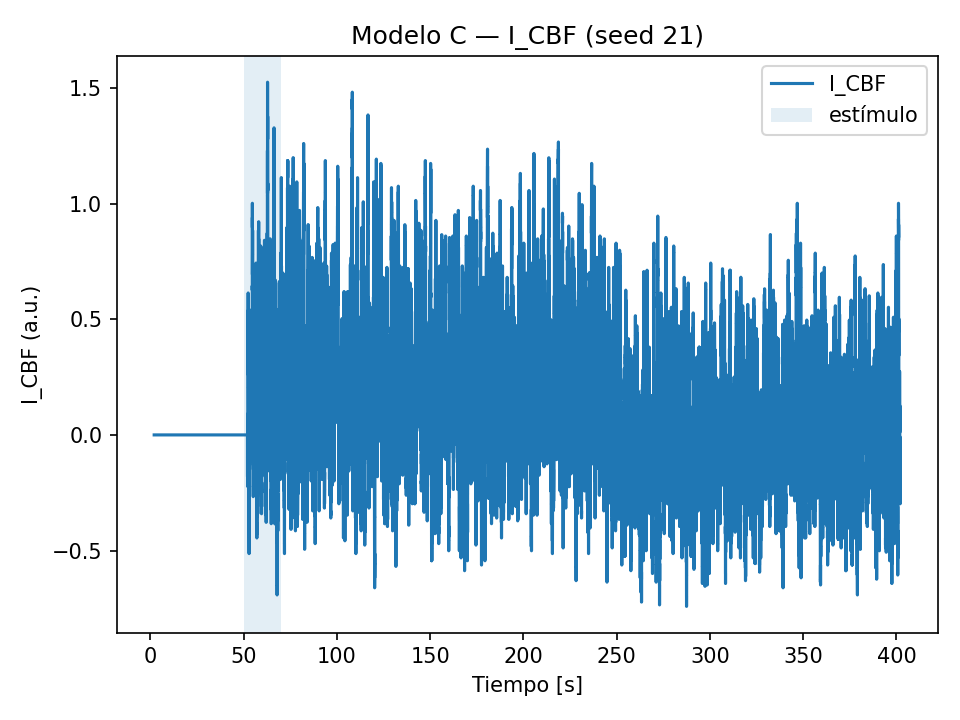 Modelo C — I_CBF (seed 21)
I_CBF
estímulo
I_CBF (a.u.)
1.5
1.0
0.5
0.0
−0.5
0 50 100 150 200 250 300 350 400
Tiempo [s]